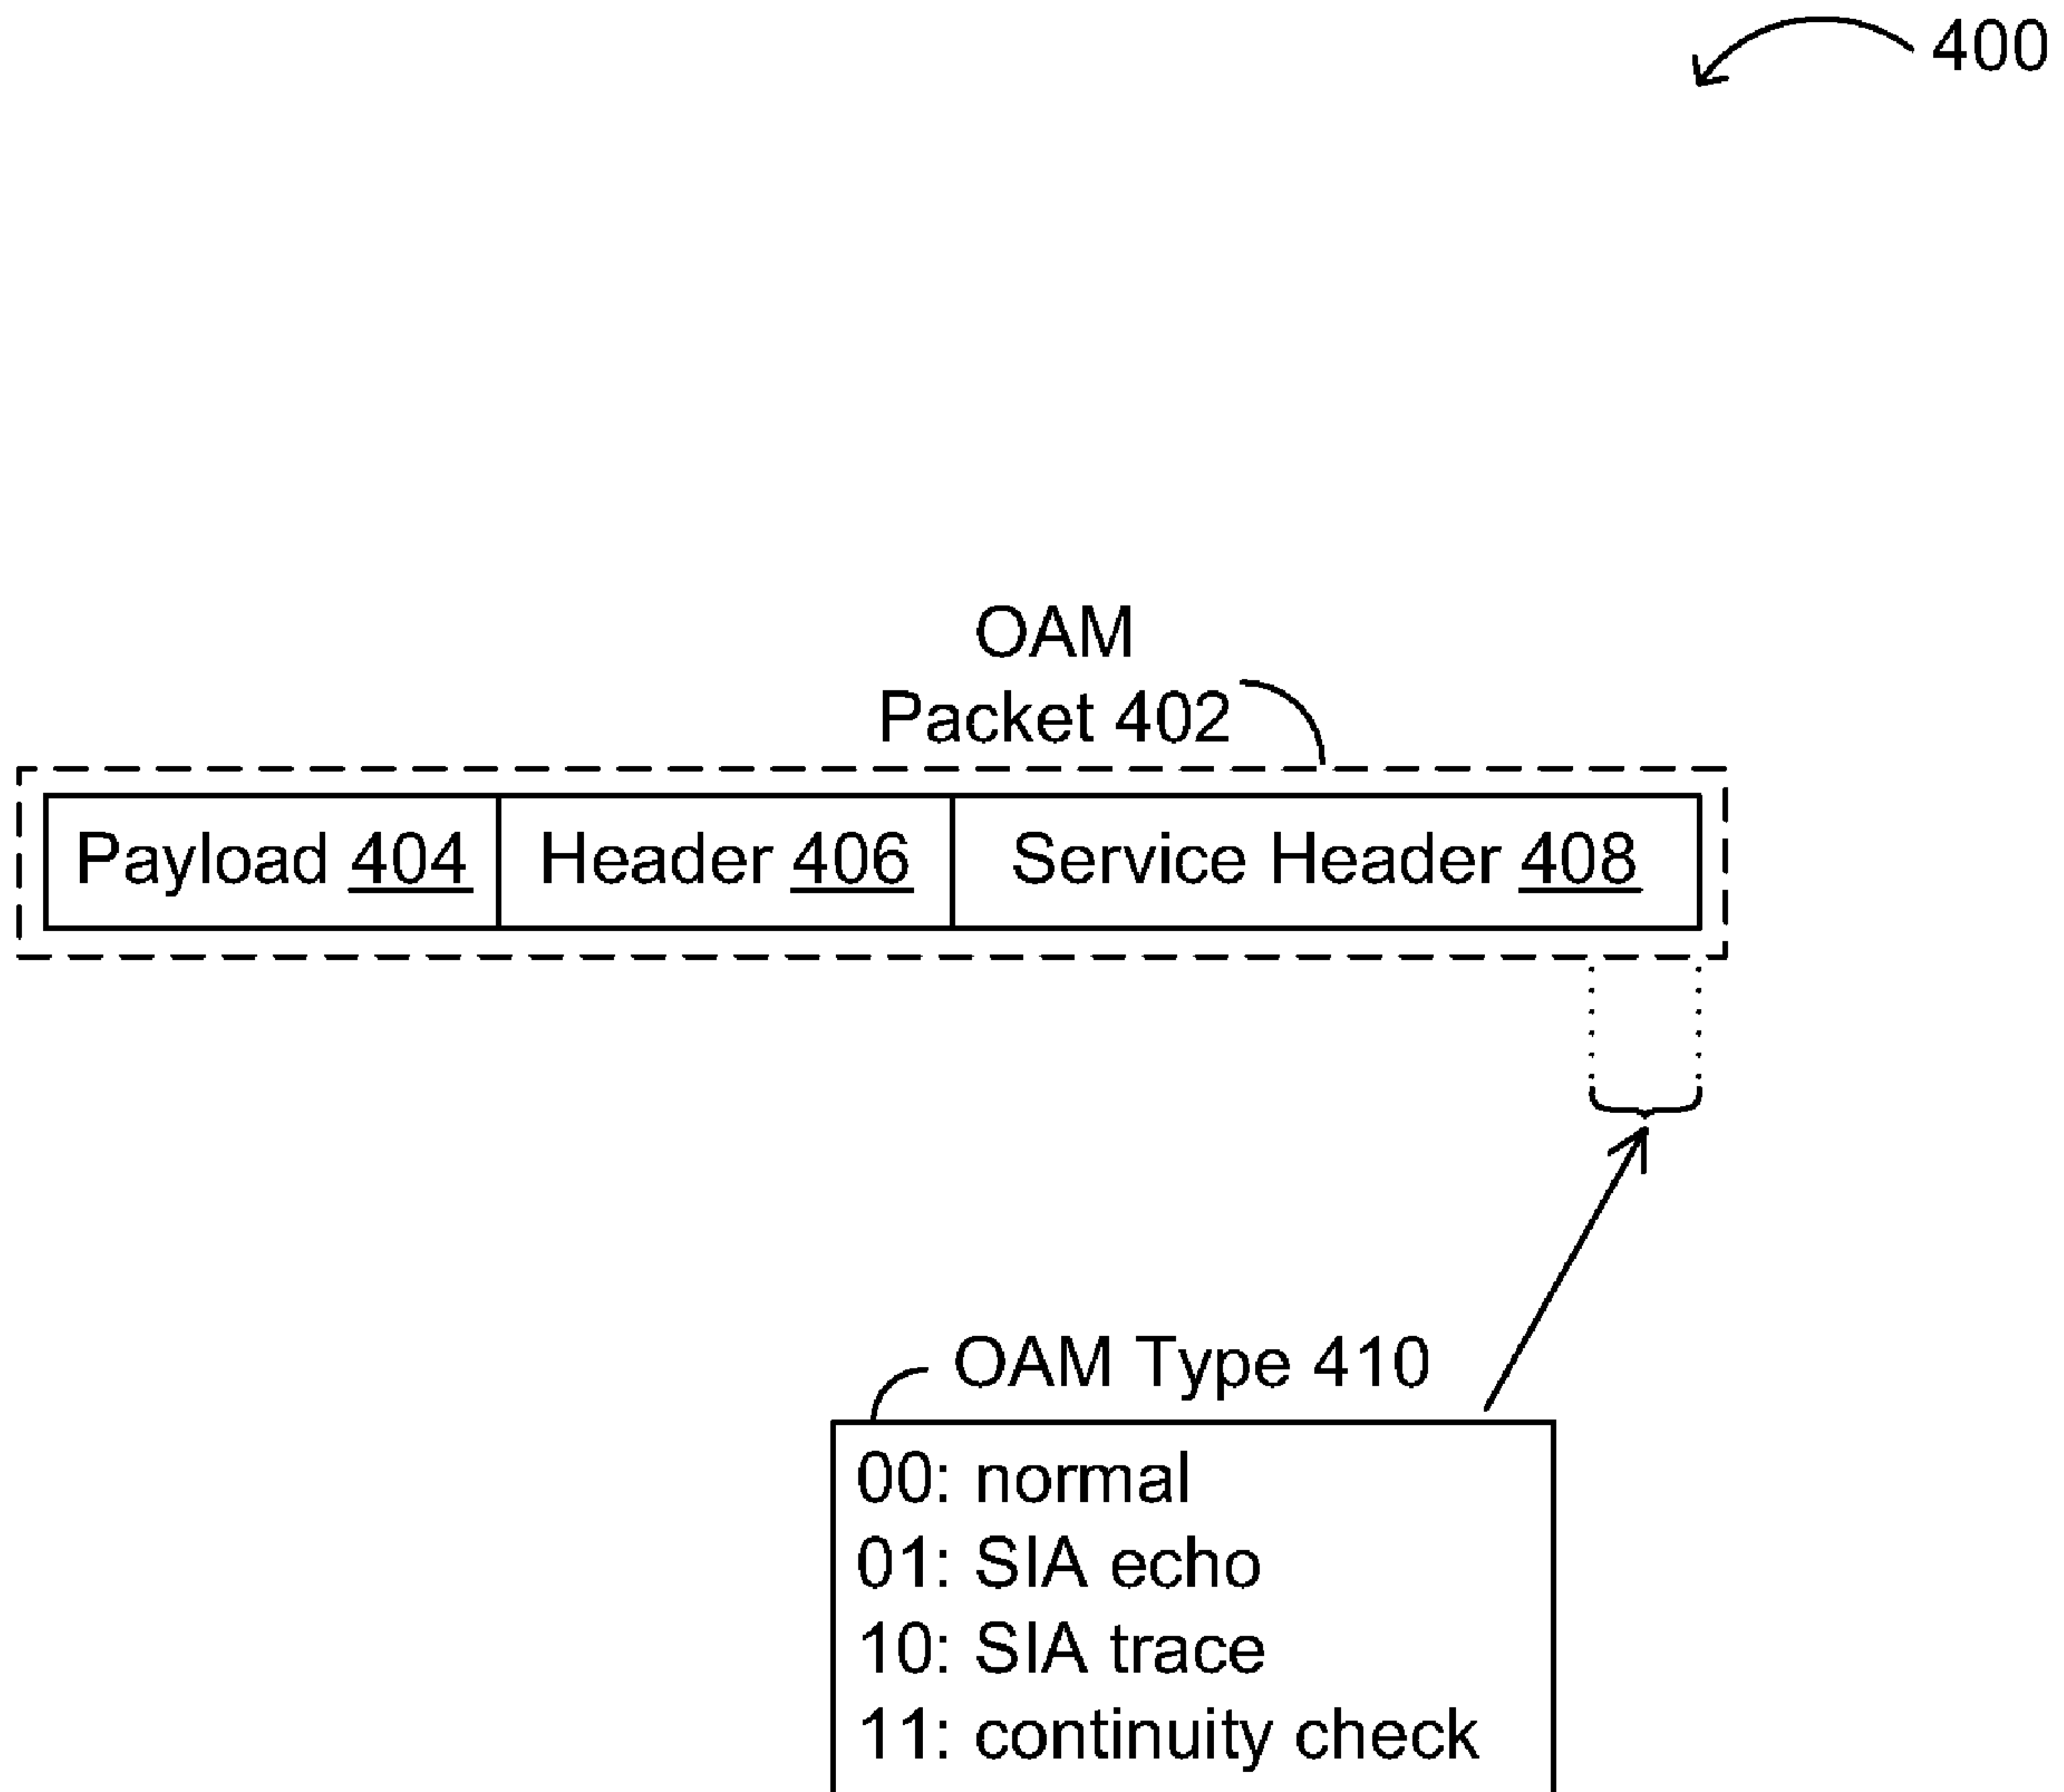 400
OAM
Packet 402
Payload 404 Header 406 Service Header 408
OAM Type 410
00: normal
01: SIA echo
10: SIA trace
11: continuity check